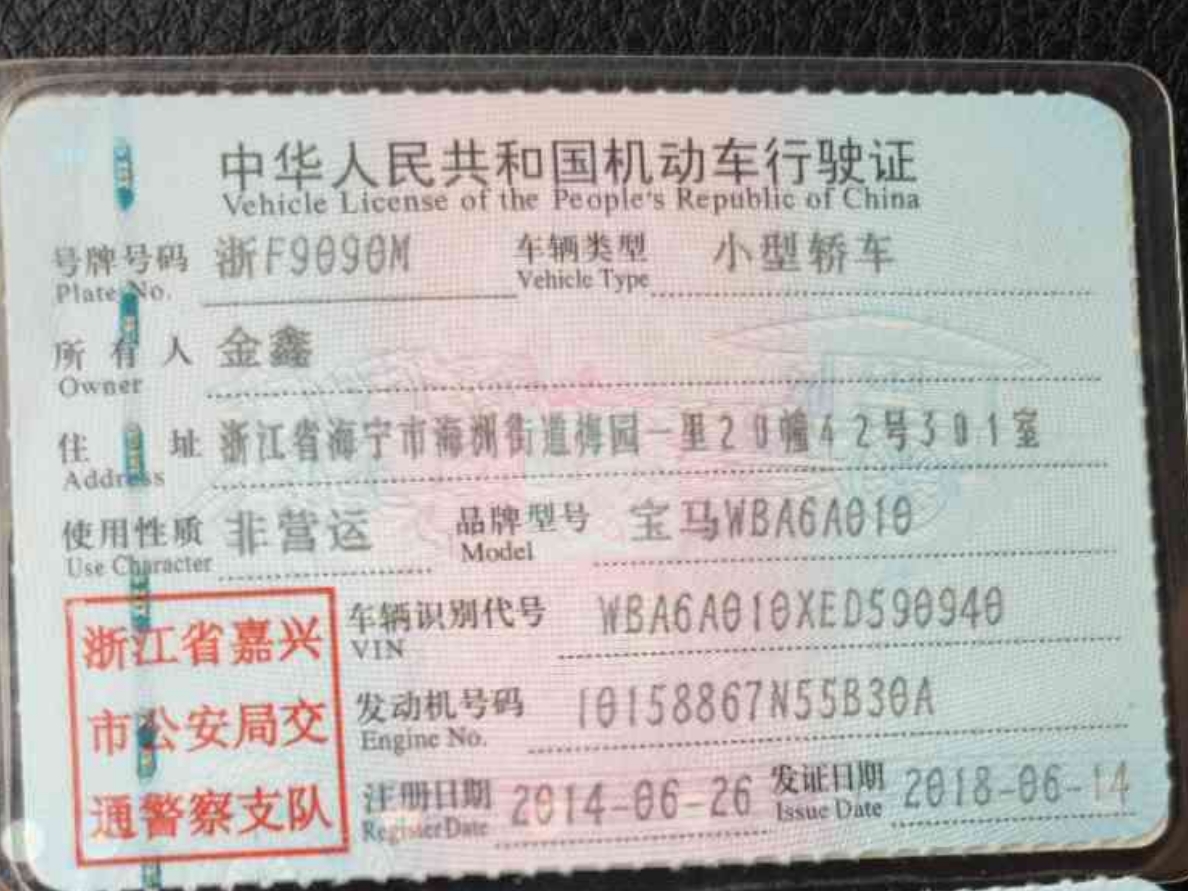 中华人民共和国机动车行驶证
Vehicle License of the People's Republic of China
号牌号码 浙F9090M 车辆类型 小型轿车
Plate No. Vehicle Type
所有人 金鑫
Owner
住址 浙江省海宁市海洲街道梅园一里20幢42号301室
Address
使用性质 非营运 品牌型号 宝马WBA6A010
Use Character Model
车辆识别代号 WBA6A010XED590940
VIN
发动机号码 10158867N55B30A
Engine No.
注册日期 2014-06-26 发证日期 2018-06-14
Register Date Issue Date
浙江省嘉兴
市公安局交
通警察支队